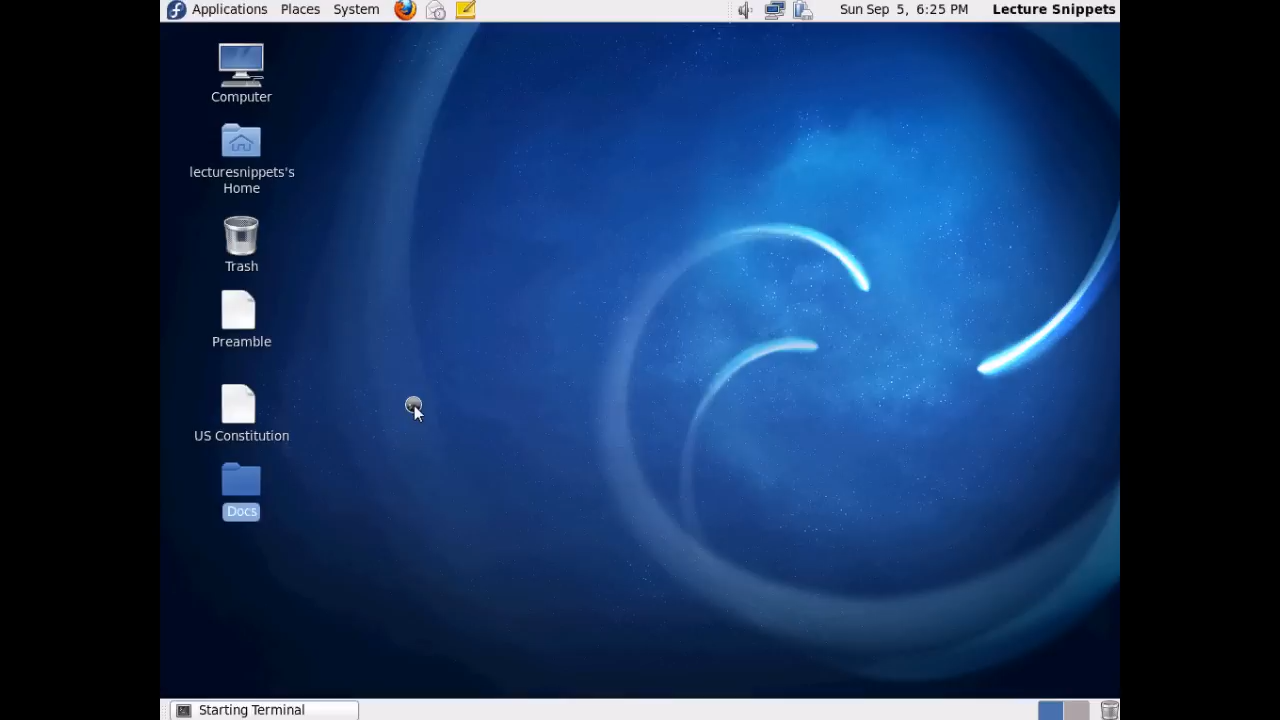 Applications Places System Sun Sep 5, 6:25 PM Lecture Snippets
Computer
lecturesnippets's
Home
Trash
Preamble
US Constitution
Docs
Starting Terminal